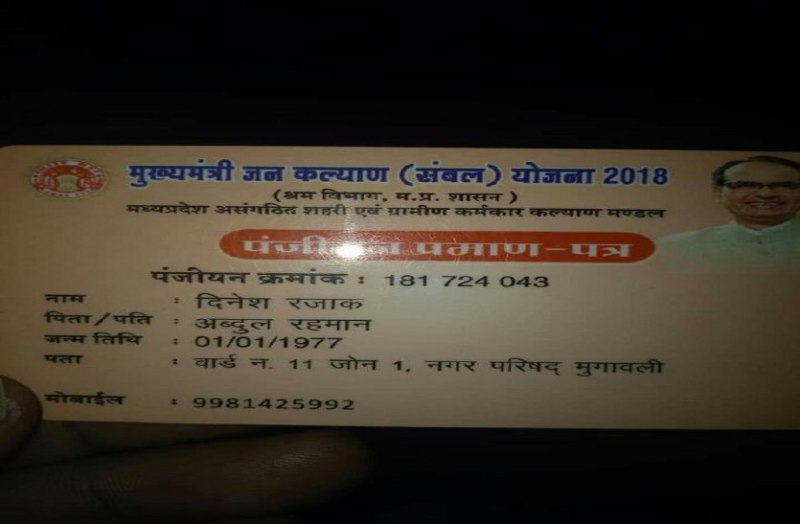 मुख्यमंत्री जन कल्याण (संबल) योजना 2018
(श्रम विभाग, म.प्र. शासन)
मध्यप्रदेश असंगठित शहरी एवं ग्रामीण कर्मकार कल्याण मण्डल
पंजीयन प्रमाण-पत्र
पंजीयन क्रमांक : 181 724 043
नाम : दिनेश रजाक
पिता/पति : अब्दुल रहमान
जन्म तिथि : 01/01/1977
पता : वार्ड न. 11 जोन 1, नगर परिषद् मुगावली
मोबाईल : 9981425992